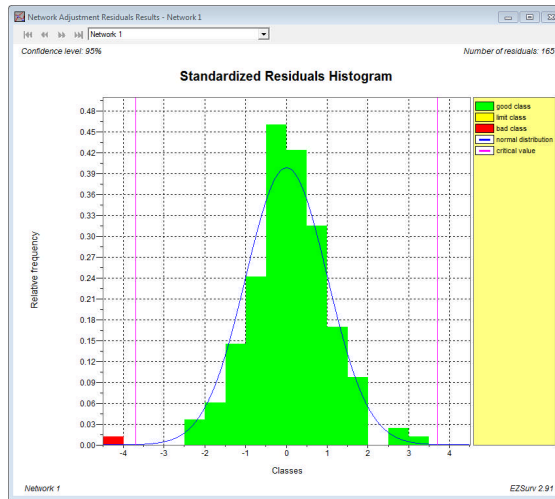 Network Adjustment Residuals Results - Network 1
Network 1
Confidence level: 95%
Number of residuals: 165
Standardized Residuals Histogram
good class
limit class
bad class
normal distribution
critical value
Relative frequency
0.48
0.45
0.42
0.39
0.36
0.33
0.30
0.27
0.24
0.21
0.18
0.15
0.12
0.09
0.06
0.03
0.00
-4 -3 -2 -1 0 1 2 3 4
Classes
Network 1
EZSurv 2.91